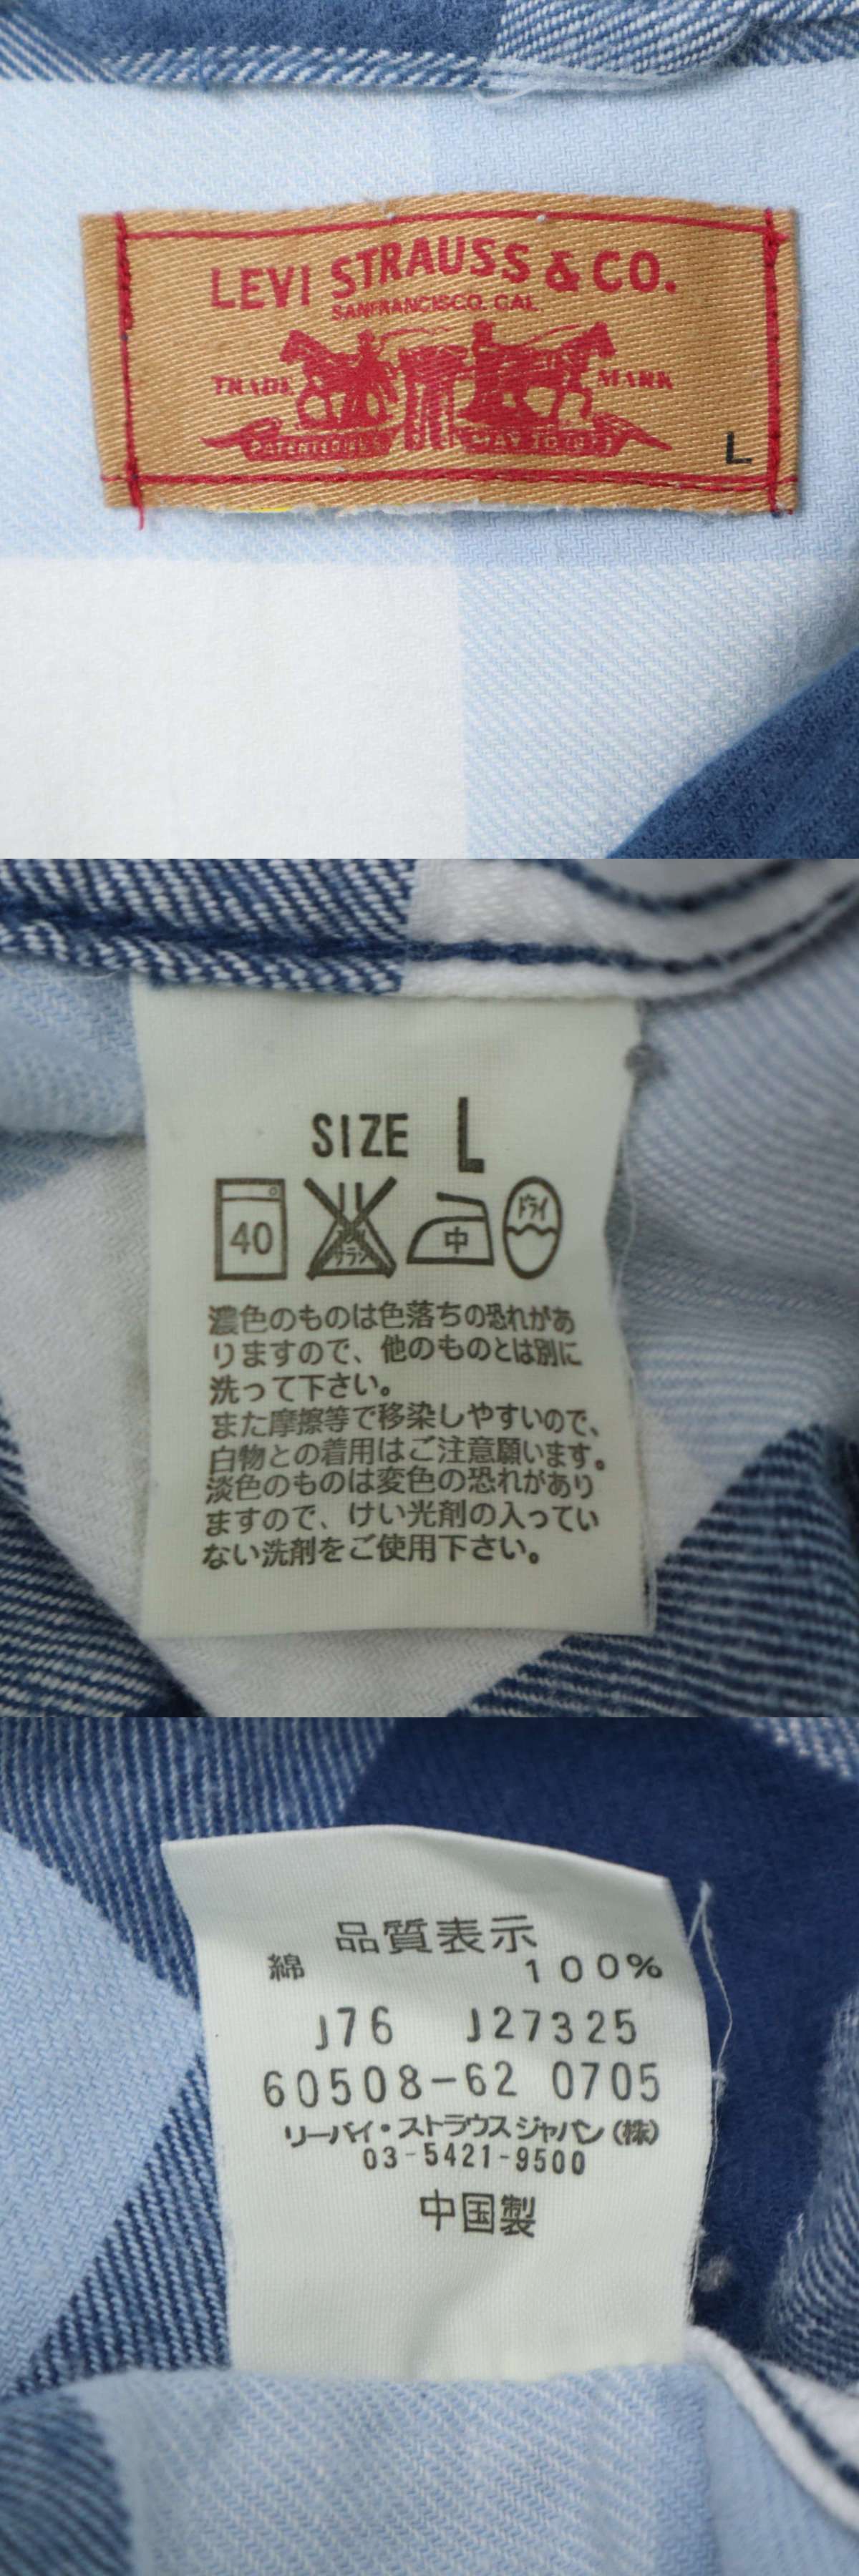 LEVI STRAUSS & CO.
SAN FRANCISCO. CAL.
TRADE MARK
MAY 20 1873
L
SIZE L
40 中 ドライ
濃色のものは色落ちの恐れがあ
りますので、他のものとは別に
洗って下さい。
また摩擦等で移染しやすいので、
白物との着用はご注意願います。
淡色のものは変色の恐れがあり
ますので、けい光剤の入ってい
ない洗剤をご使用下さい。
品質表示
綿 100%
J76 J27325
60508-62 0705
リーバイ・ストラウスジャパン(株)
03-5421-9500
中国製